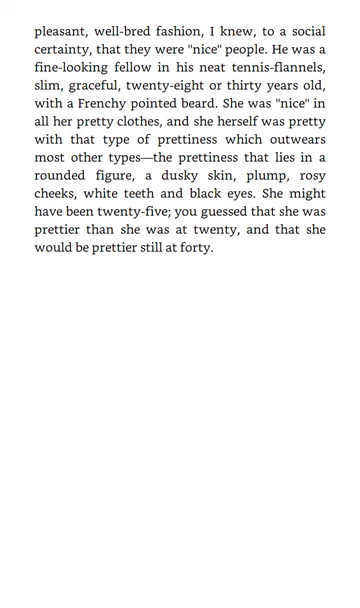 pleasant, well-bred fashion, I knew, to a social
certainty, that they were "nice" people. He was a
fine-looking fellow in his neat tennis-flannels,
slim, graceful, twenty-eight or thirty years old,
with a Frenchy pointed beard. She was "nice" in
all her pretty clothes, and she herself was pretty
with that type of prettiness which outwears
most other types—the prettiness that lies in a
rounded figure, a dusky skin, plump, rosy
cheeks, white teeth and black eyes. She might
have been twenty-five; you guessed that she was
prettier than she was at twenty, and that she
would be prettier still at forty.